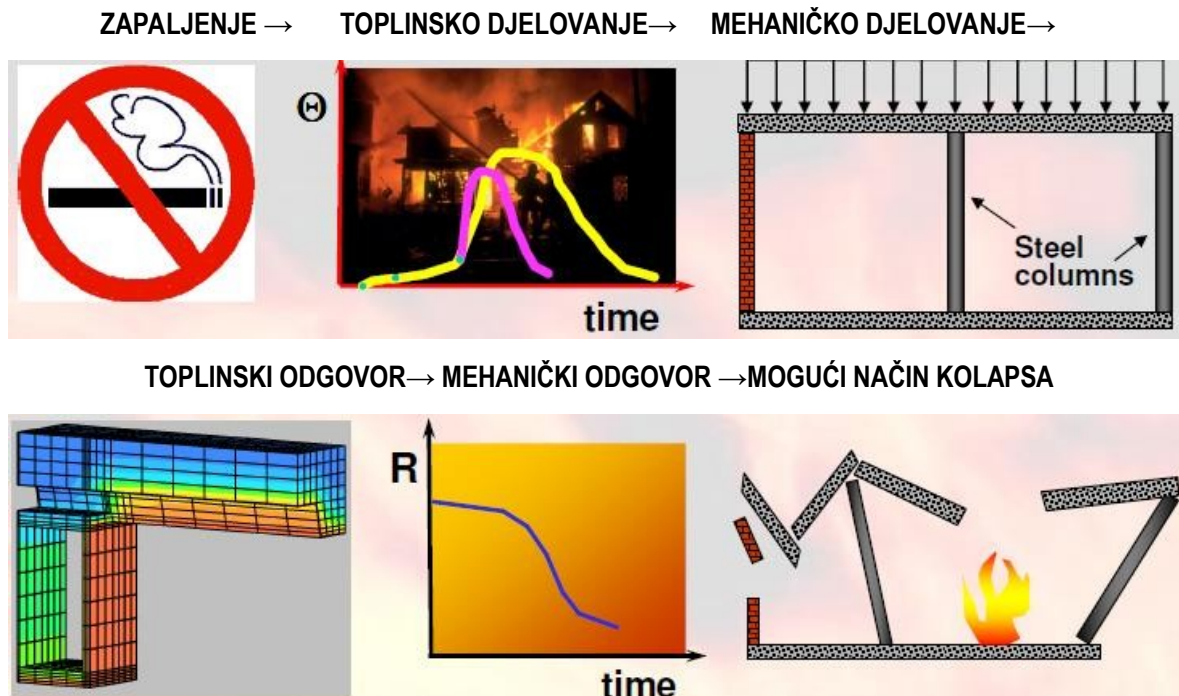 ZAPALJENJE → TOPLINSKO DJELOVANJE→ MEHANIČKO DJELOVANJE→
Θ
time
Steel
columns
TOPLINSKI ODGOVOR→ MEHANIČKI ODGOVOR →MOGUĆI NAČIN KOLAPSA
R
time